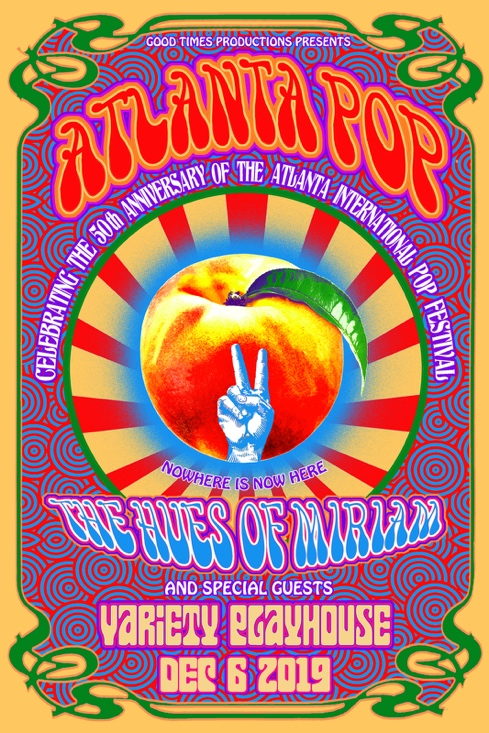 GOOD TIMES PRODUCTIONS PRESENTS
ATLANTA POP
CELEBRATING THE 50th ANNIVERSARY OF THE ATLANTA INTERNATIONAL POP FESTIVAL
NOWHERE IS NOW HERE
THE HUES OF MIRIAM
AND SPECIAL GUESTS
VARiETY PLAYHOUSE
DEC 6 2019